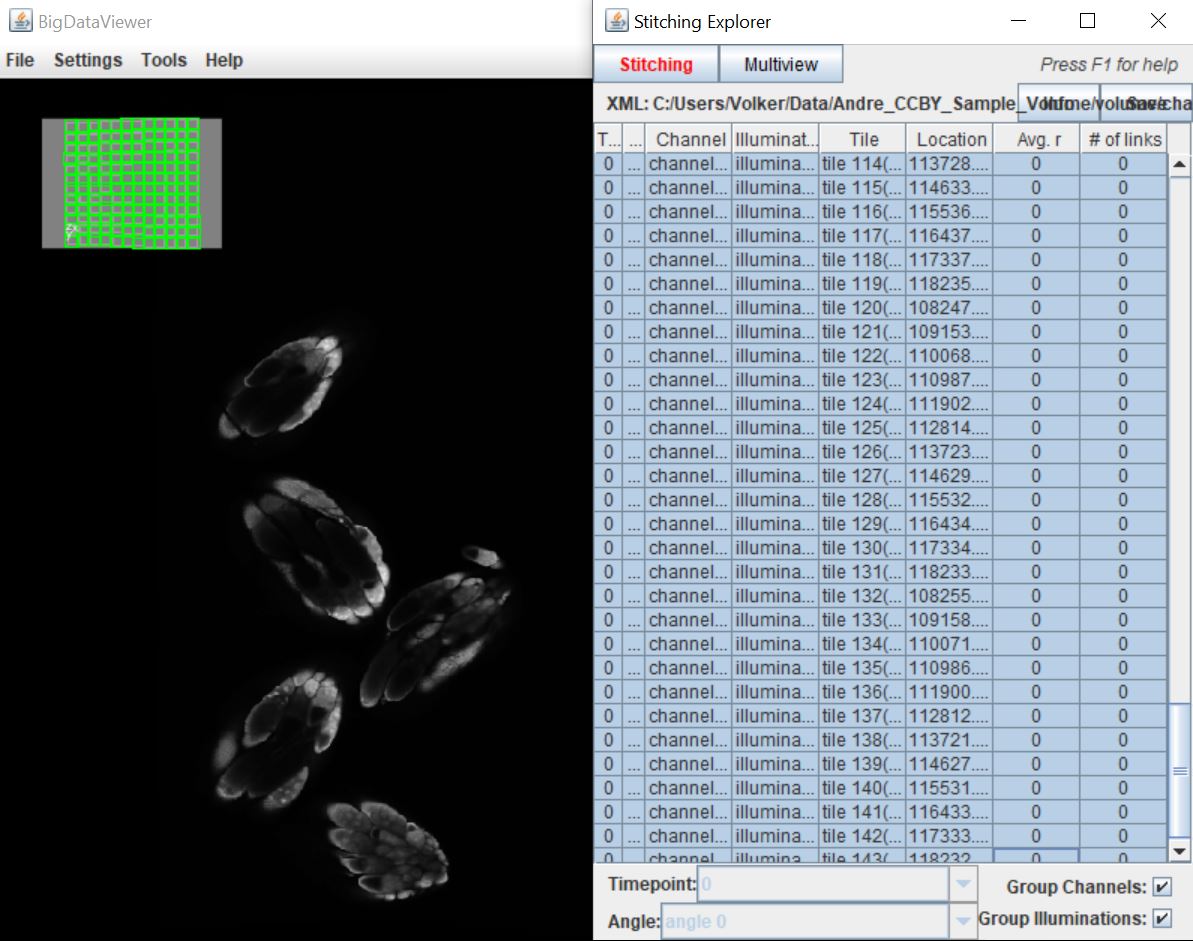 BigDataViewer
File Settings Tools Help
Stitching Explorer
Stitching Multiview
Press F1 for help
XML: C:/Users/Volker/Data/Andre_CCBY_Sample_
T... ... Channel Illuminat... Tile Location Avg. r # of links
0 ... channel... illumina... tile 114(... 113728.... 0 0
0 ... channel... illumina... tile 115(... 114633.... 0 0
0 ... channel... illumina... tile 116(... 115536.... 0 0
0 ... channel... illumina... tile 117(... 116437.... 0 0
0 ... channel... illumina... tile 118(... 117337.... 0 0
0 ... channel... illumina... tile 119(... 118235.... 0 0
0 ... channel... illumina... tile 120(... 108247.... 0 0
0 ... channel... illumina... tile 121(... 109153.... 0 0
0 ... channel... illumina... tile 122(... 110068.... 0 0
0 ... channel... illumina... tile 123(... 110987.... 0 0
0 ... channel... illumina... tile 124(... 111902.... 0 0
0 ... channel... illumina... tile 125(... 112814.... 0 0
0 ... channel... illumina... tile 126(... 113723.... 0 0
0 ... channel... illumina... tile 127(... 114629.... 0 0
0 ... channel... illumina... tile 128(... 115532.... 0 0
0 ... channel... illumina... tile 129(... 116434.... 0 0
0 ... channel... illumina... tile 130(... 117334.... 0 0
0 ... channel... illumina... tile 131(... 118233.... 0 0
0 ... channel... illumina... tile 132(... 108255.... 0 0
0 ... channel... illumina... tile 133(... 109158.... 0 0
0 ... channel... illumina... tile 134(... 110071.... 0 0
0 ... channel... illumina... tile 135(... 110986.... 0 0
0 ... channel... illumina... tile 136(... 111900.... 0 0
0 ... channel... illumina... tile 137(... 112812.... 0 0
0 ... channel... illumina... tile 138(... 113721.... 0 0
0 ... channel... illumina... tile 139(... 114627.... 0 0
0 ... channel... illumina... tile 140(... 115531.... 0 0
0 ... channel... illumina... tile 141(... 116433.... 0 0
0 ... channel... illumina... tile 142(... 117333.... 0 0
0 ... channel... illumina... tile 143(... 118232.... 0 0
Timepoint: 0 Group Channels:
Angle: angle 0 Group Illuminations: